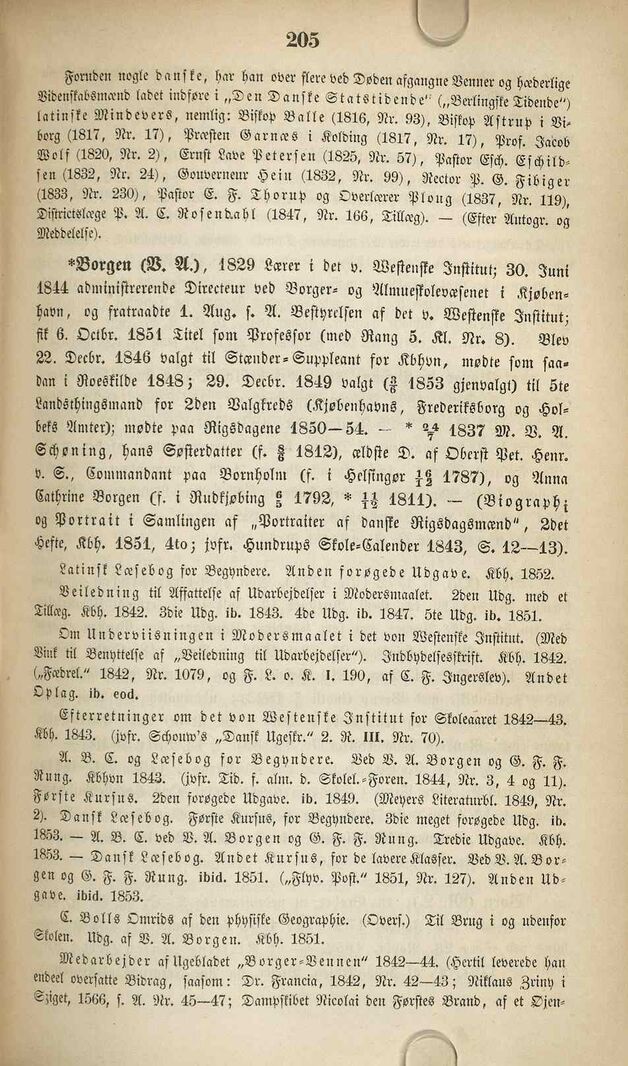 205
Foruden nogle danske, har han over flere ved Døden afgangne Venner og hæderlige
Videnskabsmænd ladet indføre i „Den Danske Statstidende“ („Berlingske Tidende“)
latinske Mindevers, nemlig: Biskop Balle (1816, Nr. 93), Biskop Astrup i Vi-
borg (1817, Nr. 17), Præsten Garnæs i Kolding (1817, Nr. 17), Prof. Jacob
Wolf (1820, Nr. 2), Ernst Lave Petersen (1825, Nr. 57), Pastor Esch. Eschild-
sen (1832, Nr. 24), Gouverneur Hein (1832, Nr. 99), Rector P. G. Fibiger
(1833, Nr. 230), Pastor E. F. Thorup og Overlærer Ploug (1837, Nr. 119),
Districtslæge P. A. C. Rosendahl (1847, Nr. 166, Tillæg). — (Efter Autogr. og
Meddelelse).
*Borgen (V. A.), 1829 Lærer i det v. Westenske Institut; 30. Juni
1844 administrerende Directeur ved Borger- og Almueskolevæsenet i Kjøben-
havn, og fratraadte 1. Aug. s. A. Bestyrelsen af det v. Westenske Institut;
fik 6. Octbr. 1851 Titel som Professor (med Rang 5. Kl. Nr. 8). Blev
22. Decbr. 1846 valgt til Stænder-Suppleant for Kbhvn, mødte som saa-
dan i Roeskilde 1848; 29. Decbr. 1849 valgt ( 1853 gjenvalgt) til 5te
Landsthingsmand for 2den Valgkreds (Kjøbenhavns, Frederiksborg og Hol-
beks Amter); mødte paa Rigsdagene 1850—54. — * 24/7 1837 M. V. A.
Schøning, hans Søsterdatter (f. 1812), ældste D. af Oberst Pet. Henr.
v. S., Commandant paa Bornholm (f. i Helsingør 16/12 1787), og Anna
Cathrine Borgen (f. i Rudkjøbing 1792, * 1811). — (Biographi
og Portrait i Samlingen af „Portraiter af danske Rigsdagsmænd“, 2det
Hefte, Kbh. 1851, 4to; jvfr. Hundrups Skole-Calender 1843, S. 12—13).
Latinsk Læsebog for Begyndere. Anden forøgede Udgave. Kbh. 1852.
Veiledning til Affattelse af Udarbejdelser i Modersmaalet. 2den Udg. med et
Tillæg. Kbh. 1842. 3die Udg. ib. 1843. 4de Udg. ib. 1847. 5te Udg. ib. 1851.
Om Underviisningen i Modersmaalet i det von Westenske Institut. (Med
Vink til Benyttelse af „Veiledning til Udarbejdelser“). Indbydelsesskrift. Kbh. 1842.
(„Fædrel.“ 1842, Nr. 1079, og F. L. o. K. I. 190, af C. F. Ingerslev). Andet
Oplag. ib. eod.
Efterretninger om det von Westenske Institut for Skoleaaret 1842—43.
Kbh. 1843. (jvfr. Schouw's „Dansk Ugeskr.“ 2. R. III. Nr. 70).
A. B. C. og Læsebog for Begyndere. Ved V. A. Borgen og G. F. F.
Rung. Kbhvn 1843. (jvfr. Tid. f. alm. d. Skolel.-Foren. 1844, Nr. 3, 4 og 11).
Første Kursus. 2den forøgede Udgave. ib. 1849. (Meyers Literaturbl. 1849, Nr.
2). Dansk Læsebog. Første Kursus, for Begyndere. 3die meget forøgede Udg. ib.
1853. — A. B. C. ved V. A. Borgen og G. F. F. Rung. Tredie Udgave. Kbh.
1853. — Dansk Læsebog. Andet Kursus, for de lavere Klasser. Ved V. A. Bor-
gen og G. F. F. Rung. ibid. 1851. („Flyv. Post.“ 1851, Nr. 127). Anden Ud-
gave. ibid. 1853.
C. Bolls Omrids af den physiske Geographie. (Overs.) Til Brug i og udenfor
Skolen. Udg. af V. A. Borgen. Kbh. 1851.
Medarbejder af Ugebladet „Borger-Vennen“ 1842—44. (Hertil leverede han
endeel oversatte Bidrag, saasom: Dr. Francia, 1842, Nr. 42—43; Niklaus Zriny i
Sziget, 1566, s. A. Nr. 45—47; Dampskibet Nicolai den Førstes Brand, af et Øjen-